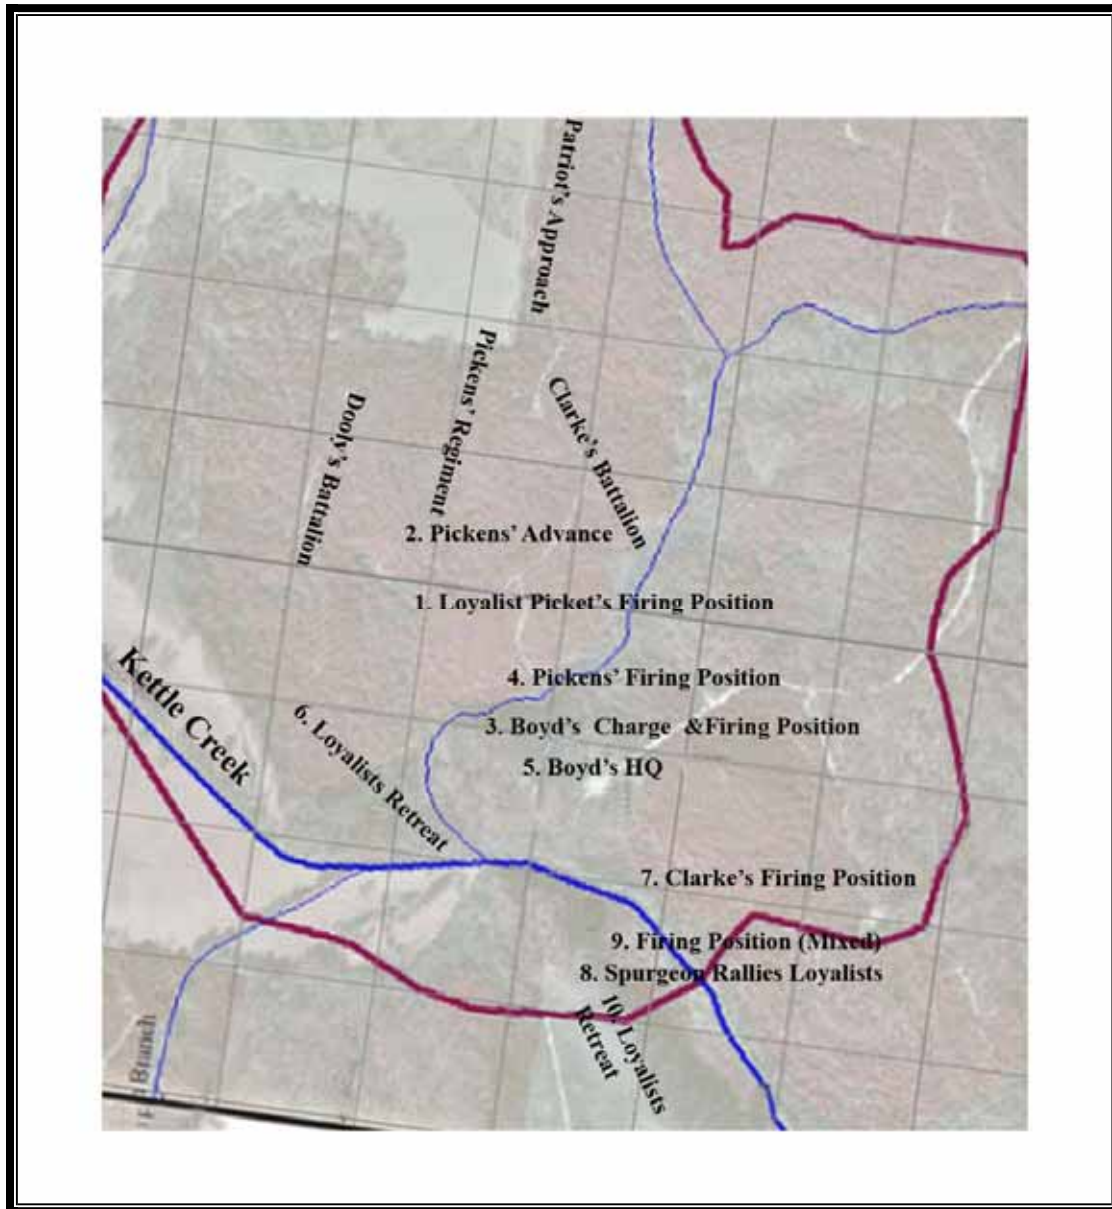 Patriot's Approach
Pickens' Regiment
Dooly's Battalion
Clarke's Battalion
2. Pickens' Advance
1. Loyalist Picket's Firing Position
4. Pickens' Firing Position
3. Boyd's Charge &Firing Position
5. Boyd's HQ
Kettle Creek
6. Loyalists Retreat
7. Clarke's Firing Position
9. Firing Position (Mixed)
8. Spurgeon Rallies Loyalists
10. Loyalists
Retreat
Branch